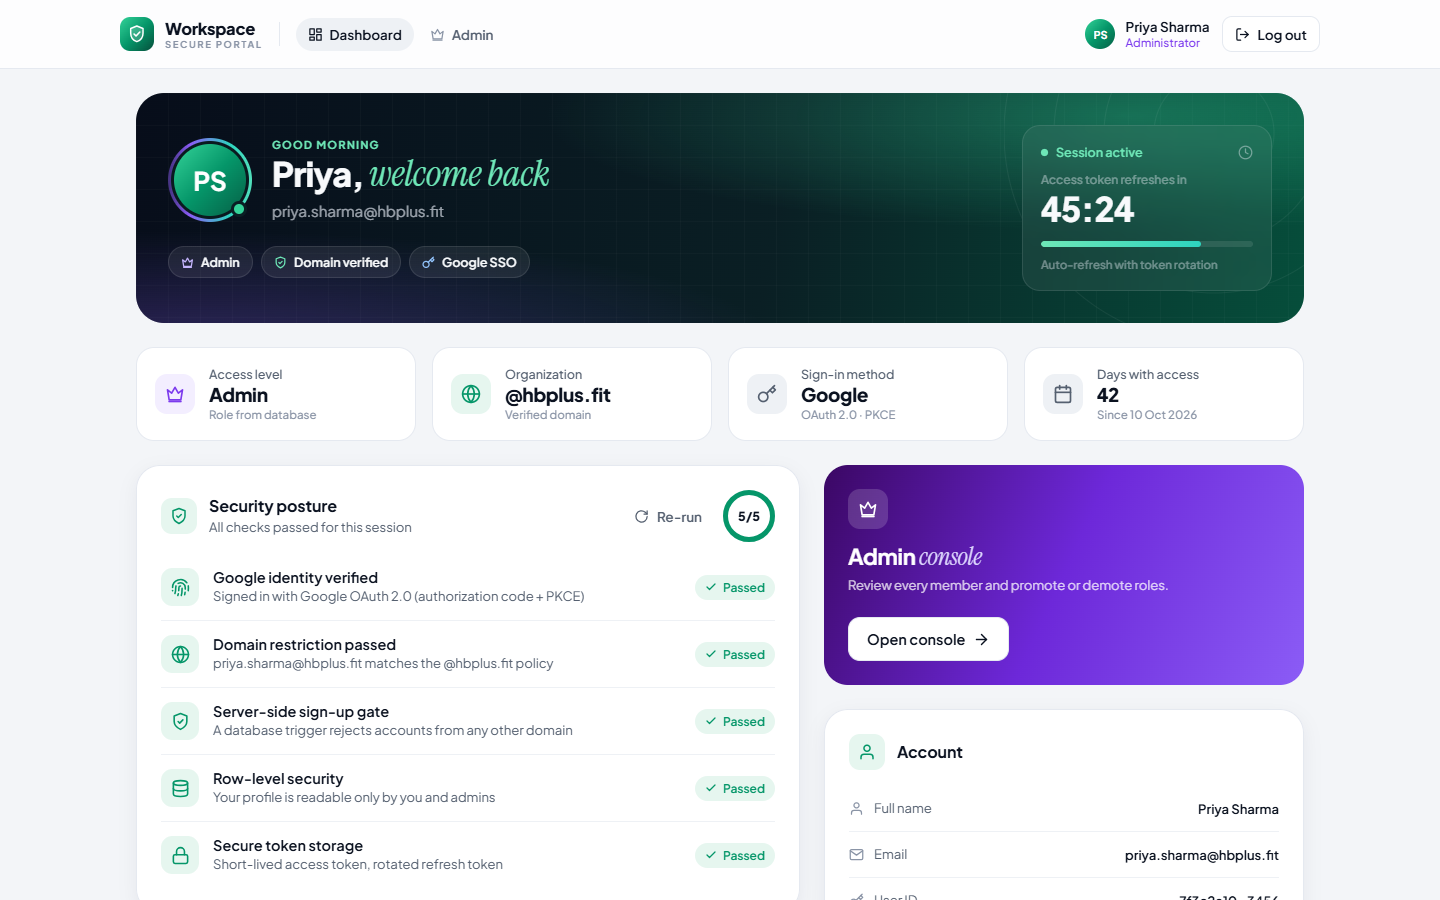 Workspace
SECURE PORTAL
Dashboard
Admin
PS
Priya Sharma
Administrator
Log out
PS
GOOD MORNING
Priya, welcome back
priya.sharma@hbplus.fit
Admin
Domain verified
Google SSO
Session active
Access token refreshes in
45:24
Auto-refresh with token rotation
Access level
Admin
Role from database
Organization
@hbplus.fit
Verified domain
Sign-in method
Google
OAuth 2.0 · PKCE
Days with access
42
Since 10 Oct 2026
Security posture
All checks passed for this session
Re-run
5/5
Google identity verified
Signed in with Google OAuth 2.0 (authorization code + PKCE)
Passed
Domain restriction passed
priya.sharma@hbplus.fit matches the @hbplus.fit policy
Passed
Server-side sign-up gate
A database trigger rejects accounts from any other domain
Passed
Row-level security
Your profile is readable only by you and admins
Passed
Secure token storage
Short-lived access token, rotated refresh token
Passed
Admin console
Review every member and promote or demote roles.
Open console
Account
Full name
Priya Sharma
Email
priya.sharma@hbplus.fit
User ID